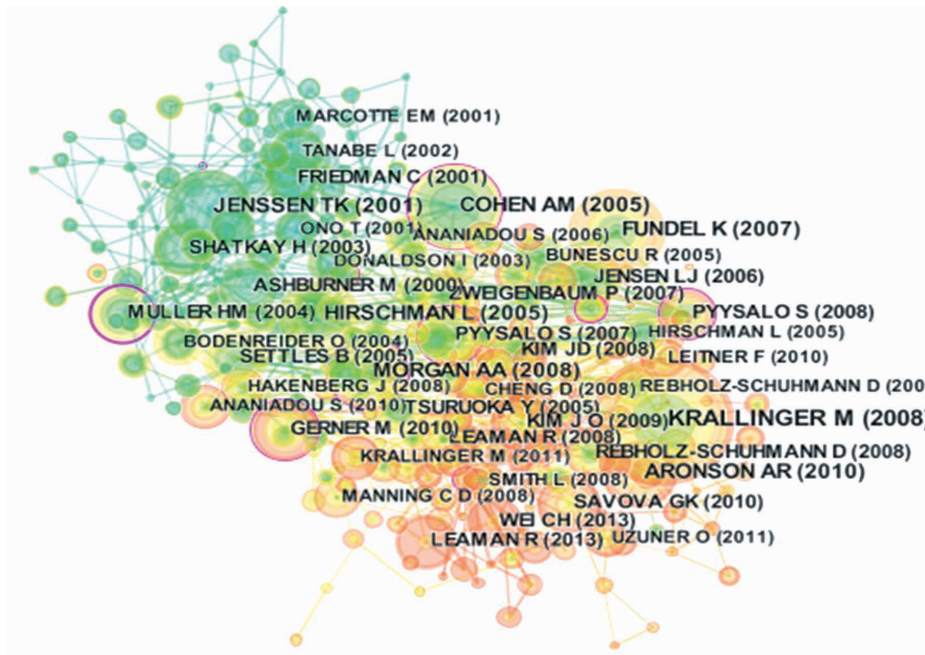 MARCOTTE EM (2001)
TANABE L (2002)
FRIEDMAN C (2001)
JENSSEN TK (2001)
COHEN AM (2005)
ONO T (2001)
ANANIADOU S (2006)
FUNDEL K (2007)
SHATKAY H (2003)
DONALDSON I (2003)
BUNESCU R (2005)
ASHBURNER M (2000)
JENSEN LJ (2006)
ZWEIGENBAUM P (2007)
MULLER HM (2004)
HIRSCHMAN L (2005)
PYYSALO S (2008)
BODENREIDER O (2004)
PYYSALO S (2007)
HIRSCHMAN L (2005)
SETTLES B (2005)
KIM JD (2008)
LEITNER F (2010)
MORGAN AA (2008)
HAKENBERG J (2008)
CHENG D (2008)
REBHOLZ-SCHUHMANN D (200
ANANIADOU S (2010)
TSURUOKA Y (2005)
KIM J O (2009)
KRALLINGER M (2008)
GERNER M (2010)
LEAMAN R (2008)
KRALLINGER M (2011)
REBHOLZ-SCHUHMANN D (2008)
ARONSON AR (2010)
SMITH L (2008)
MANNING C D (2008)
SAVOVA GK (2010)
WEI CH (2013)
LEAMAN R (2013)
UZUNER O (2011)